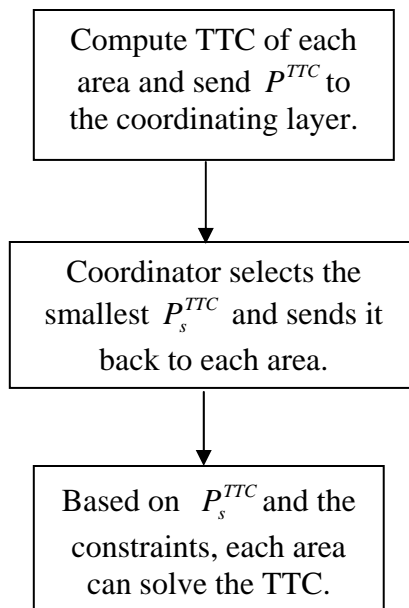 Compute TTC of each
area and send $P^{TTC}$ to
the coordinating layer.
Coordinator selects the
smallest $P_s^{TTC}$ and sends it
back to each area.
Based on $P_s^{TTC}$ and the
constraints, each area
can solve the TTC.